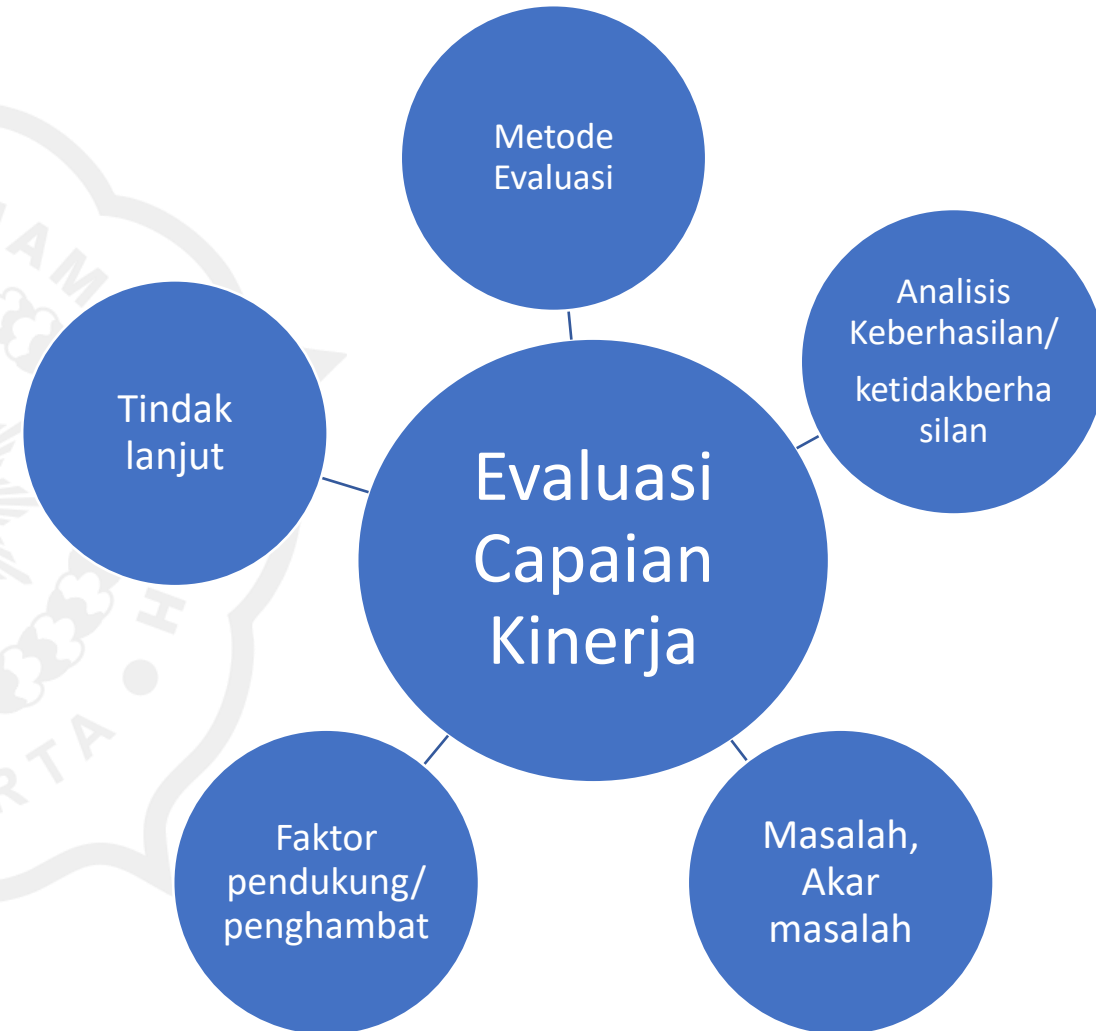 Metode
Evaluasi
Analisis
Keberhasilan/
ketidakberha
silan
Tindak
lanjut
Evaluasi
Capaian
Kinerja
Faktor
pendukung/
penghambat
Masalah,
Akar
masalah